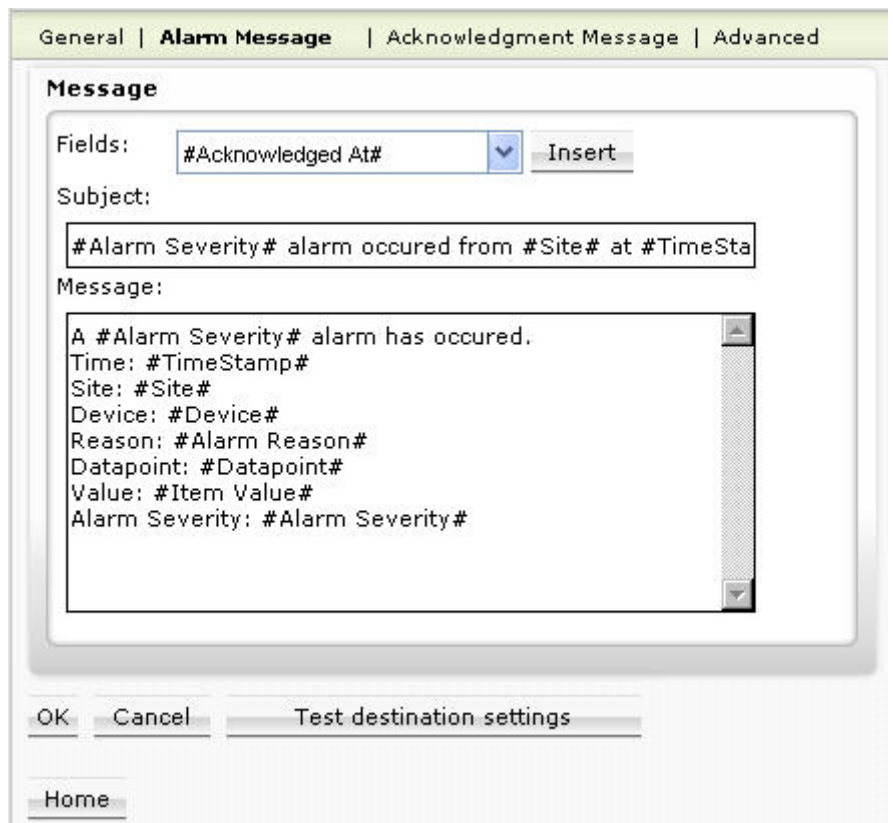 General | Alarm Message | Acknowledgment Message | Advanced
Message
Fields: #Acknowledged At# Insert
Subject:
#Alarm Severity# alarm occured from #Site# at #TimeSta
Message:
A #Alarm Severity# alarm has occured.
Time: #TimeStamp#
Site: #Site#
Device: #Device#
Reason: #Alarm Reason#
Datapoint: #Datapoint#
Value: #Item Value#
Alarm Severity: #Alarm Severity#
OK Cancel Test destination settings
Home